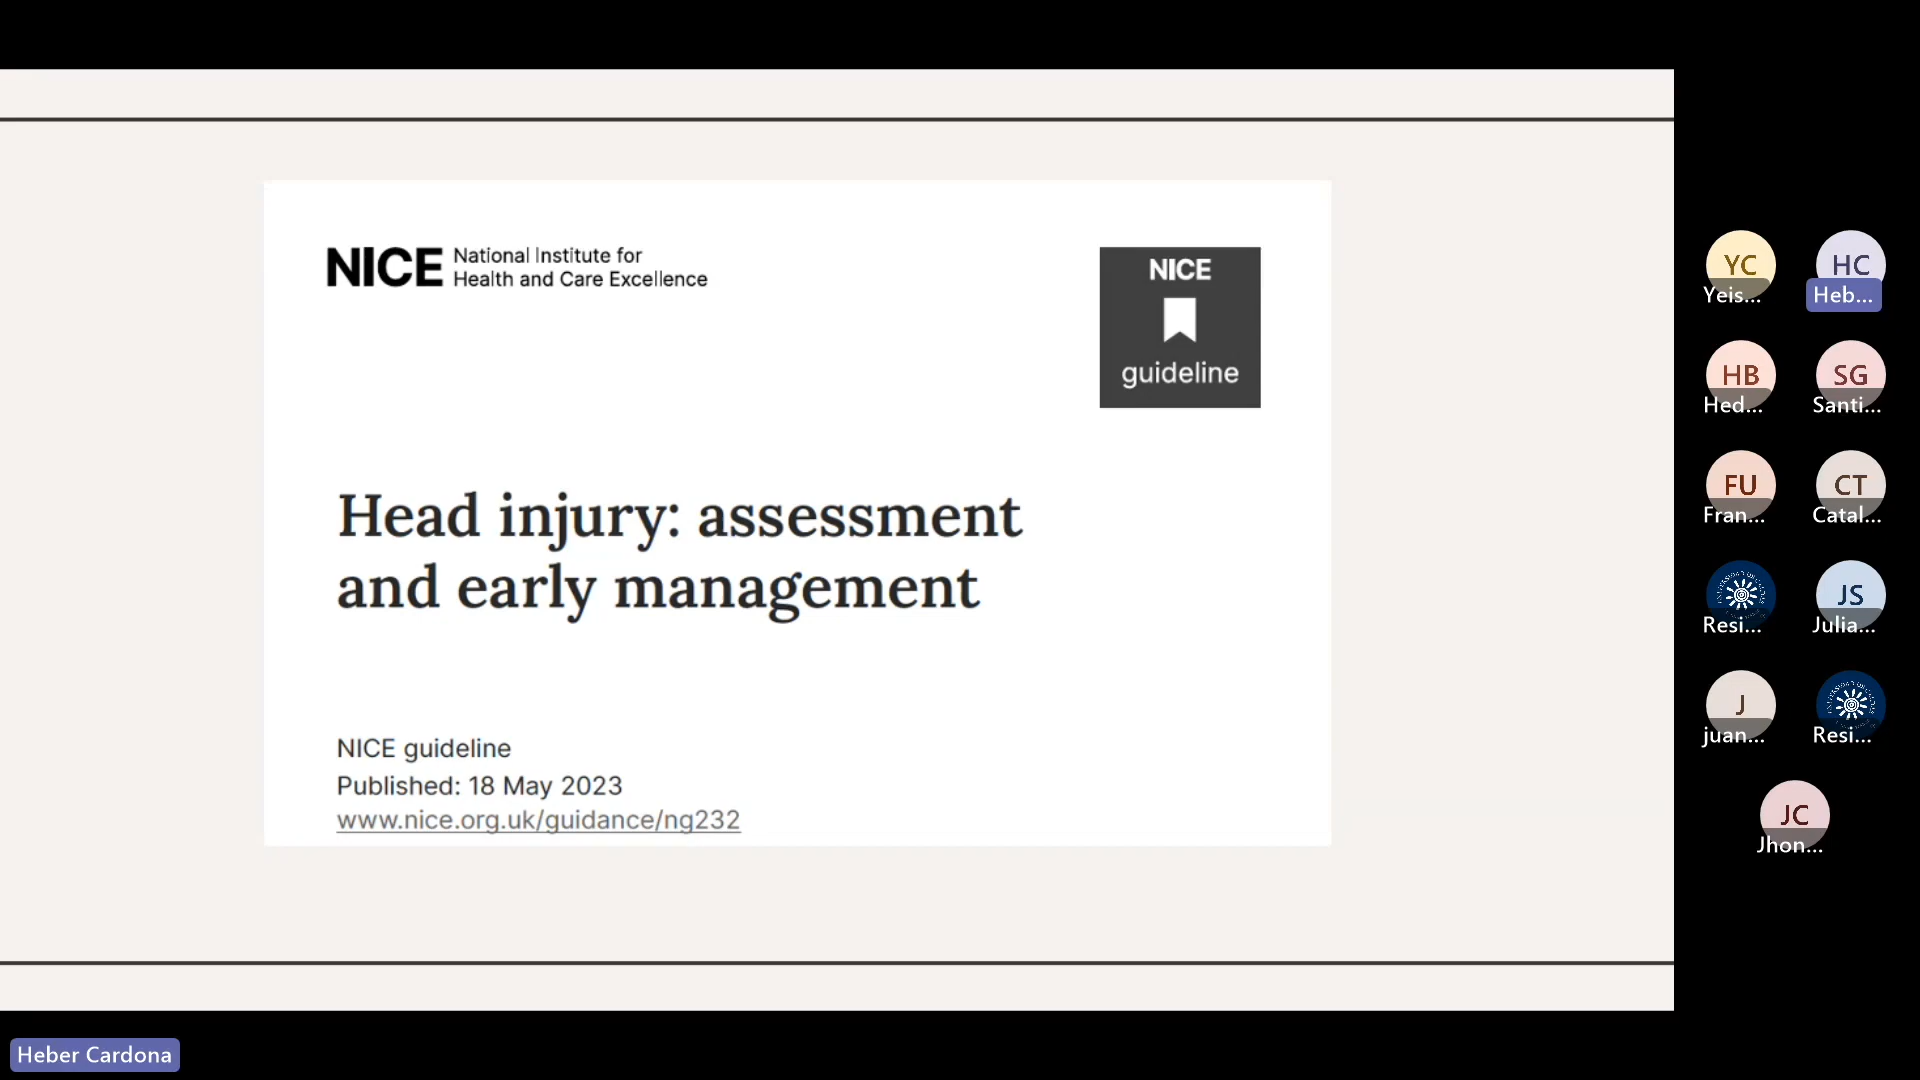 NICE National Institute for
Health and Care Excellence
NICE
guideline
Head injury: assessment
and early management
NICE guideline
Published: 18 May 2023
www.nice.org.uk/guidance/ng232
YC
Yeis...
HC
Heb...
HB
Hed...
SG
Santi...
FU
Fran...
CT
Catal...
Resi...
JS
Julia...
J
juan...
Resi...
JC
Jhon...
Heber Cardona